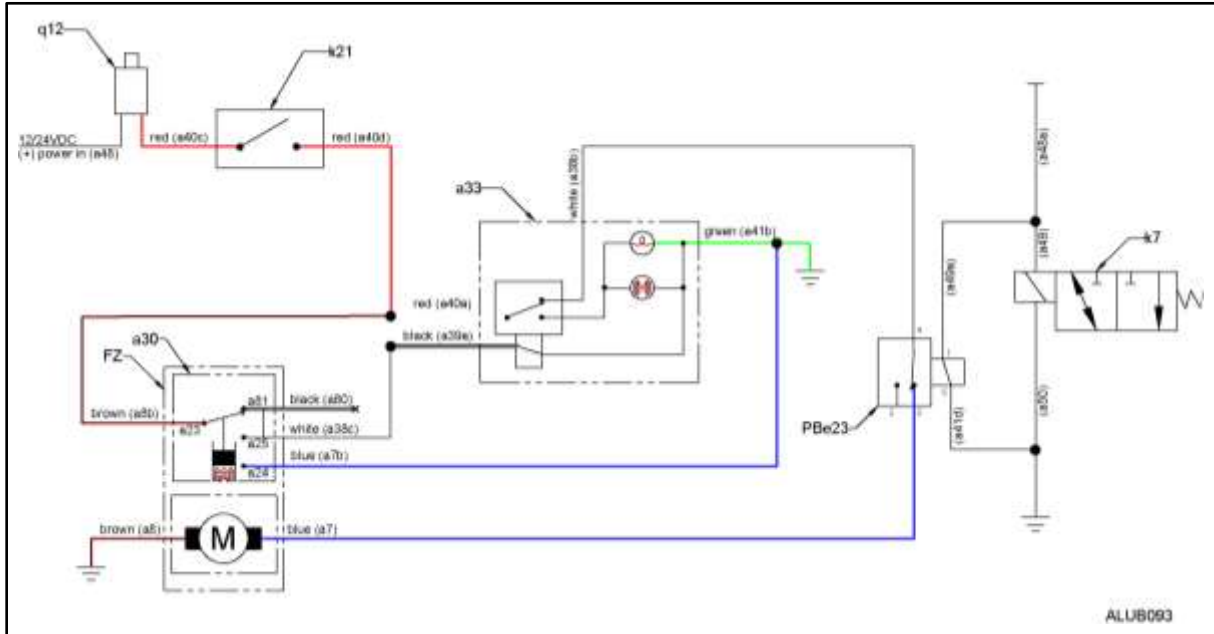 q12
k21
12/24VDC
(+) power in (a48)
red (a40c)
red (a40d)
a33
white (a38b)
green (a41b)
(a48a)
(a49)
k7
red (a40a)
black (a39a)
a30
FZ
a81
black (a80)
brown (a8b)
a23
a25
white (a38c)
a24
blue (a7b)
PBe23
(a41d)
(a50)
brown (a8)
M
blue (a7)
ALUB093